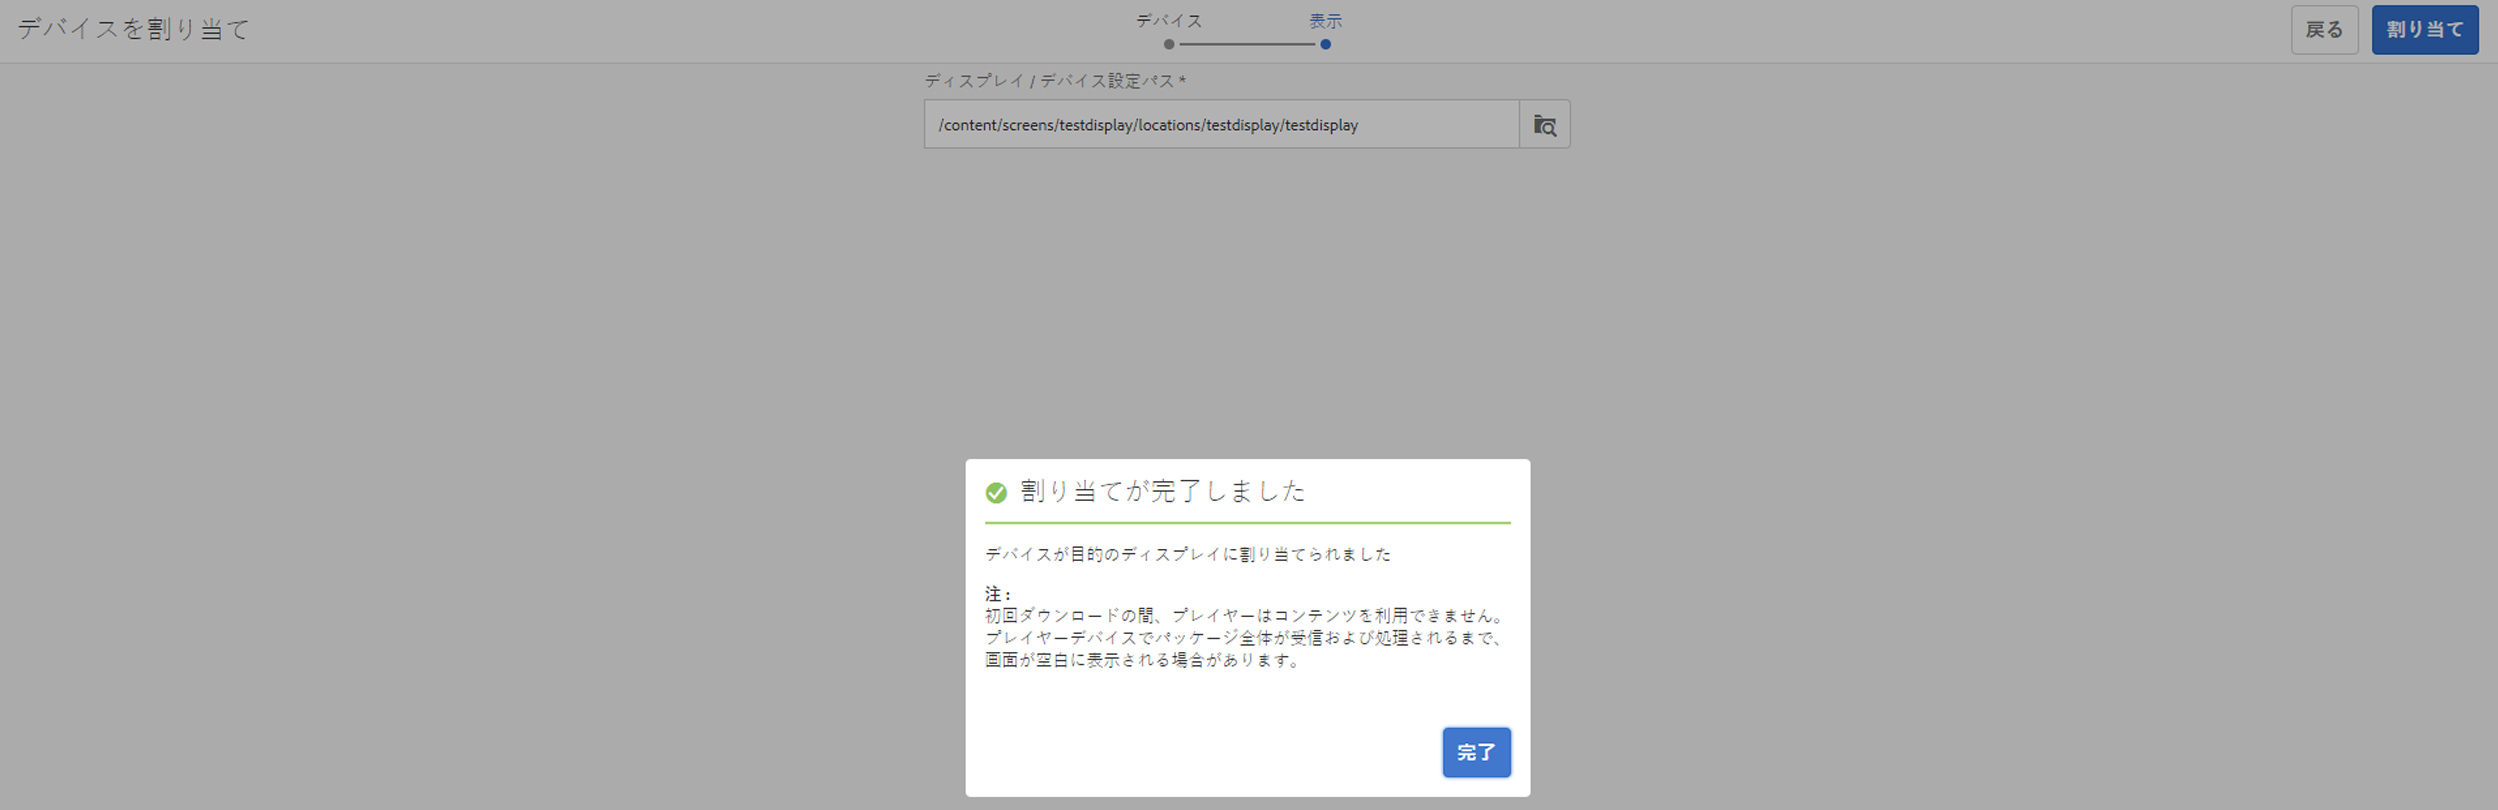 デバイスを割り当て
デバイス
表示
戻る
割り当て
ディスプレイ / デバイス設定パス *
/content/screens/testdisplay/locations/testdisplay/testdisplay
割り当てが完了しました
デバイスが目的のディスプレイに割り当てられました
注 :
初回ダウンロードの間、プレイヤーはコンテンツを利用できません。
プレイヤーデバイスでパッケージ全体が受信および処理されるまで、
画面が空白に表示される場合があります。
完了